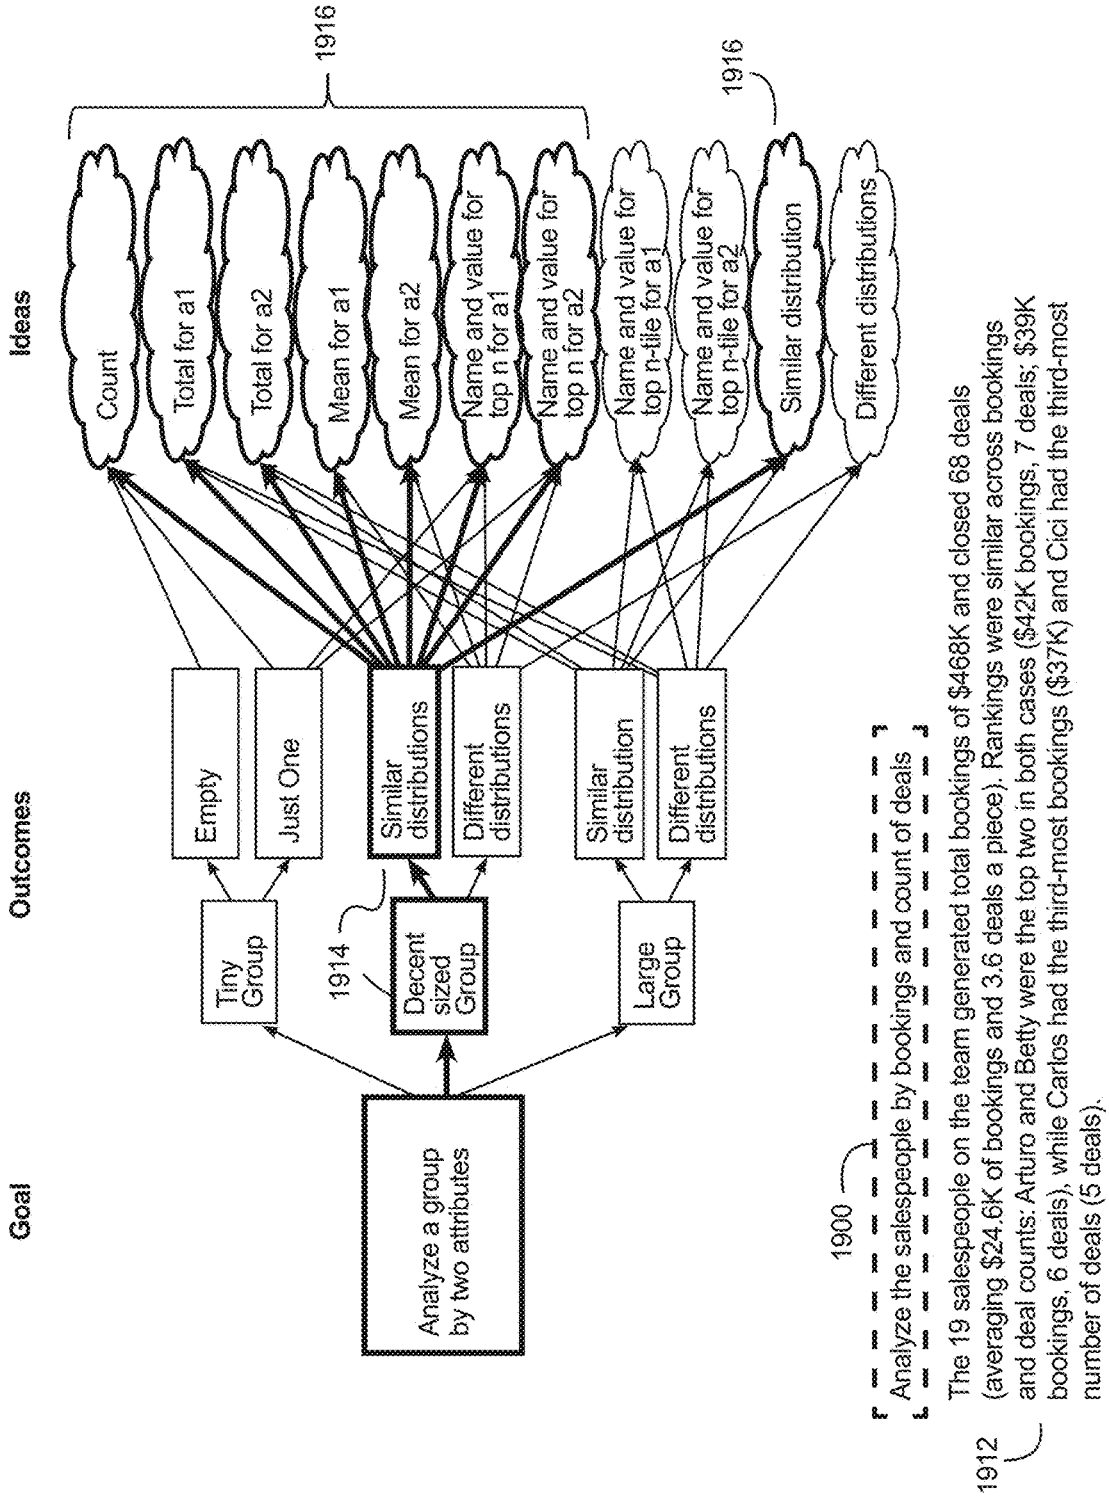 Goal
Outcomes
Ideas
Analyze a group
by two attributes
Tiny
Group
1914
Decent
sized
Group
Large
Group
Empty
Just One
Similar
distributions
Different
distributions
Similar
distribution
Different
distributions
Count
Total for a1
Total for a2
Mean for a1
Mean for a2
Name and value for
top n for a1
Name and value for
top n for a2
Name and value for
top n-tile for a1
Name and value for
top n-tile for a2
Similar distribution
Different distributions
1916
1916
1900
Analyze the salespeople by bookings and count of deals
1912
The 19 salespeople on the team generated total bookings of $468K and closed 68 deals
(averaging $24.6K of bookings and 3.6 deals a piece). Rankings were similar across bookings
and deal counts: Arturo and Betty were the top two in both cases ($42K bookings, 7 deals; $39K
bookings, 6 deals), while Carlos had the third-most bookings ($37K) and Cici had the third-most
number of deals (5 deals).